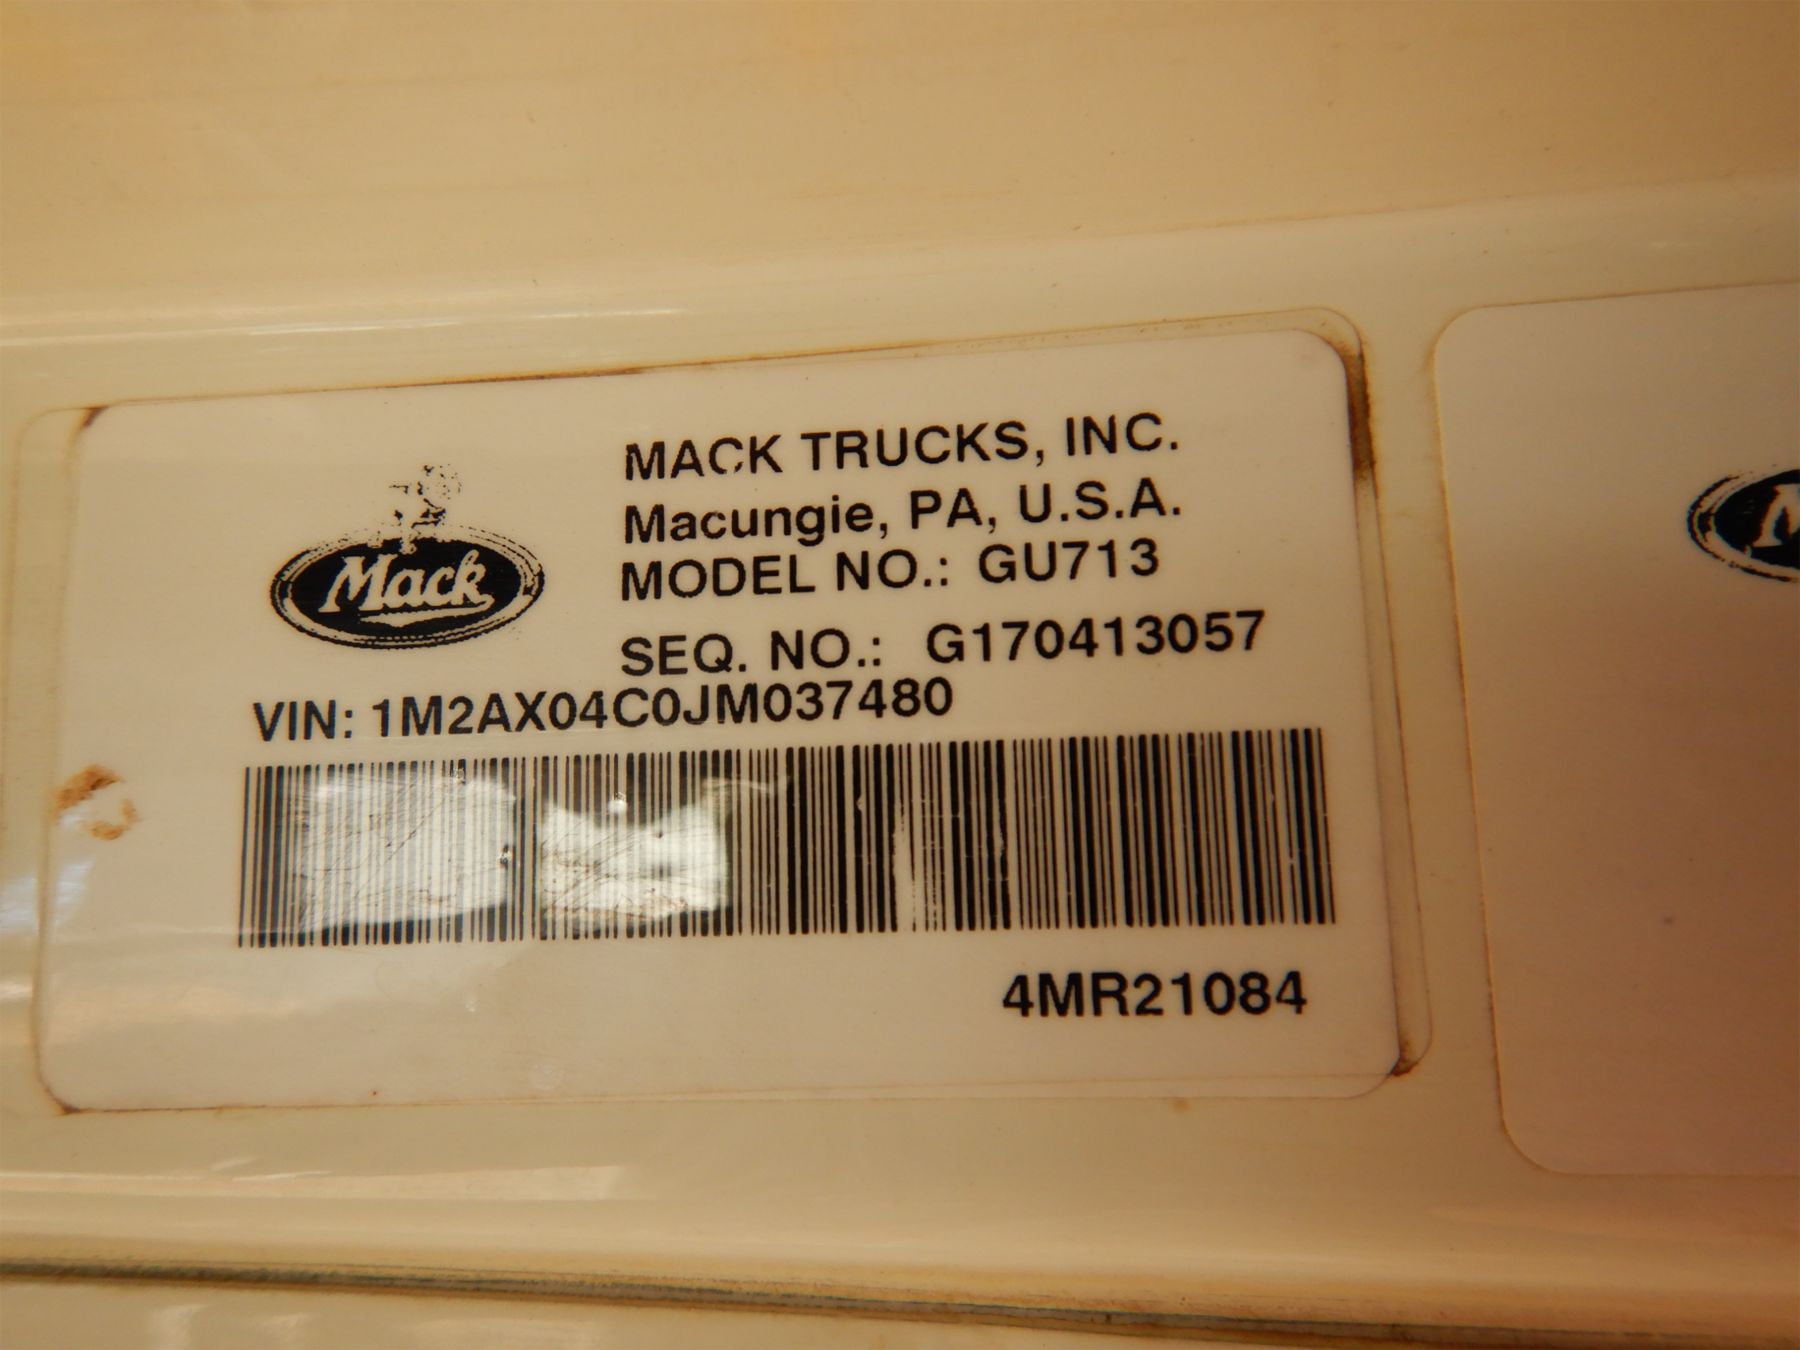 Mack
MACK TRUCKS, INC.
Macungie, PA, U.S.A.
MODEL NO.: GU713
SEQ. NO.: G170413057
VIN: 1M2AX04C0JM037480
4MR21084